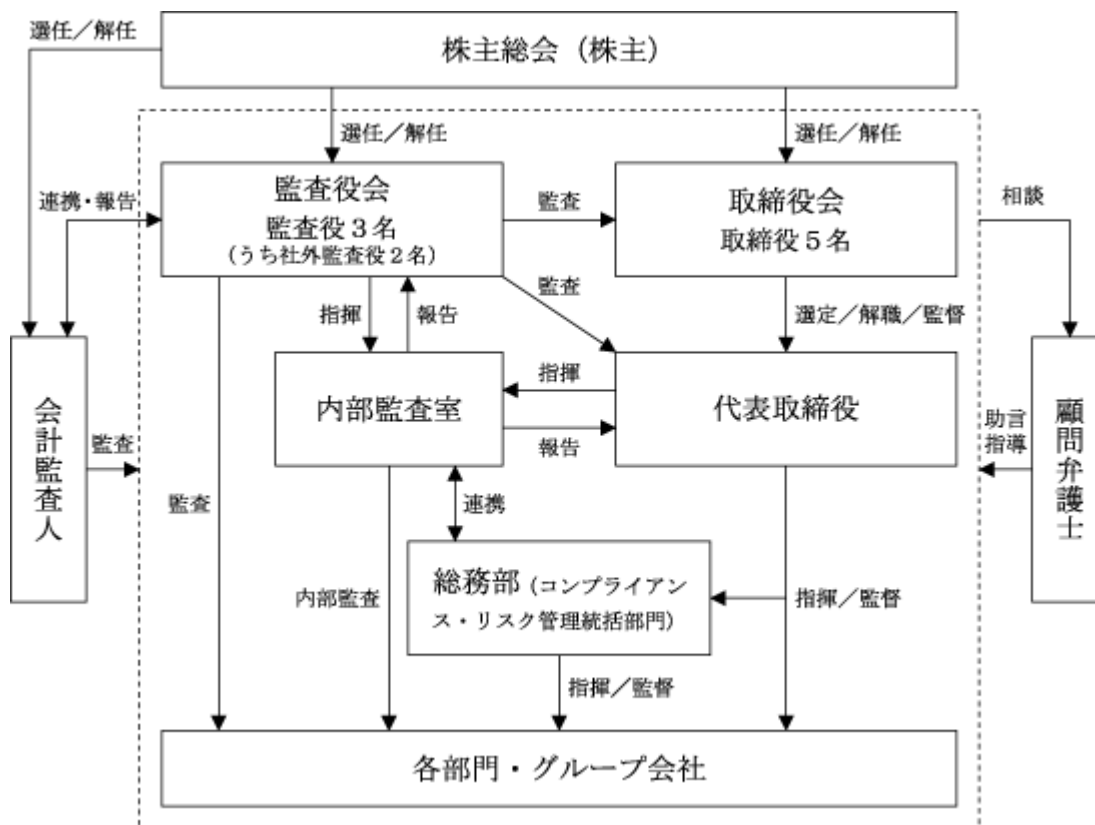 選任／解任
株主総会（株主）
選任／解任
選任／解任
連携・報告
監査役会
監査役３名
（うち社外監査役２名）
監査
取締役会
取締役５名
相談
監査
指揮
報告
選定／解職／監督
会計監査人
監査
内部監査室
指揮
報告
代表取締役
助言
指導
顧問弁護士
監査
連携
内部監査
総務部（コンプライアン
ス・リスク管理統括部門）
指揮／監督
指揮／監督
各部門・グループ会社